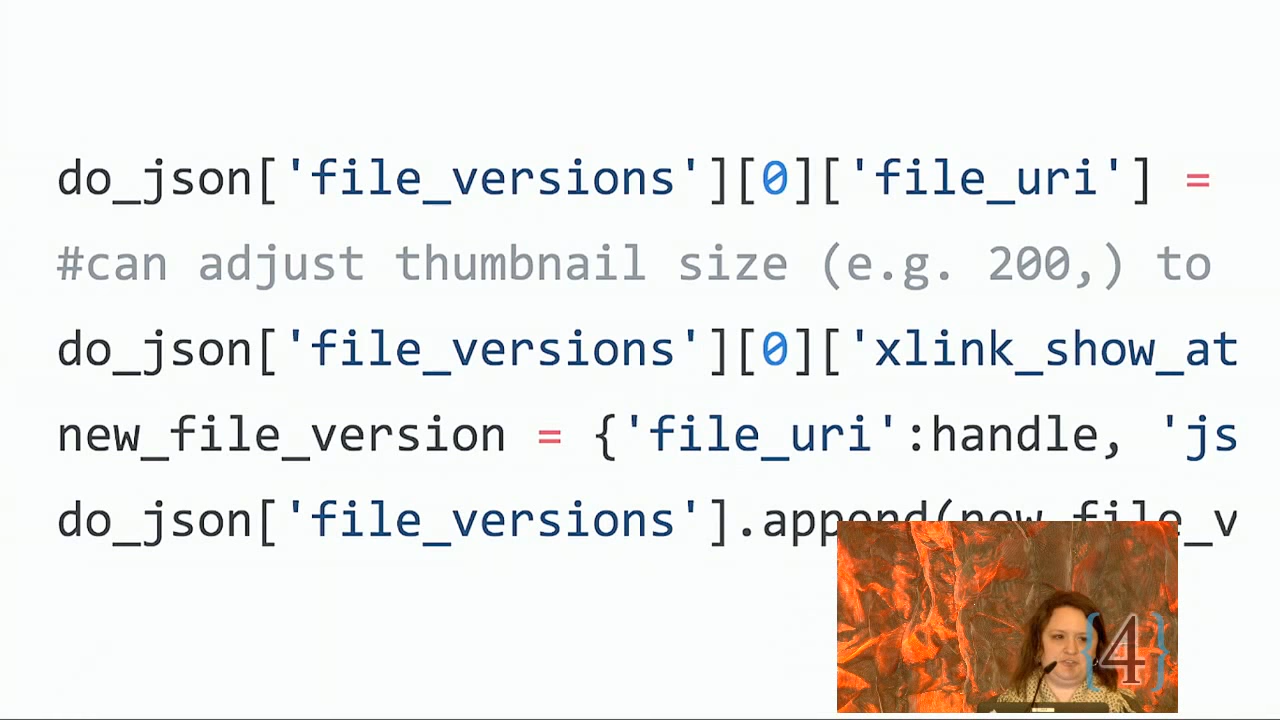 do_json['file_versions'][0]['file_uri'] =
#can adjust thumbnail size (e.g. 200,) to
do_json['file_versions'][0]['xlink_show_at
new_file_version = {'file_uri':handle, 'js
do_json['file_versions'].append(new_file_v
{4}